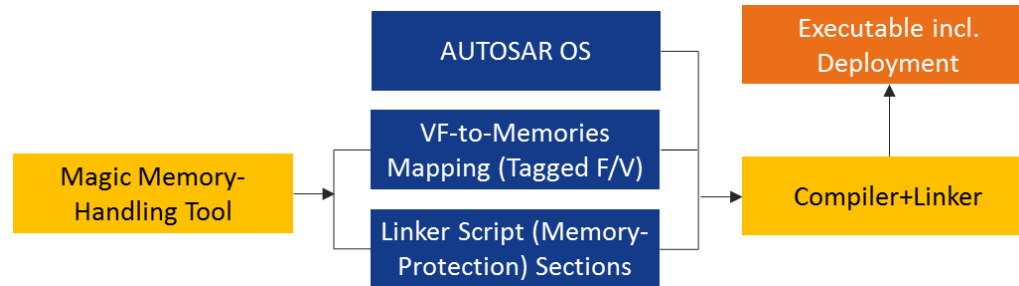 AUTOSAR OS
Executable incl.
Deployment
VF-to-Memories
Mapping (Tagged F/V)
Magic Memory-
Handling Tool
Compiler+Linker
Linker Script (Memory-
Protection) Sections